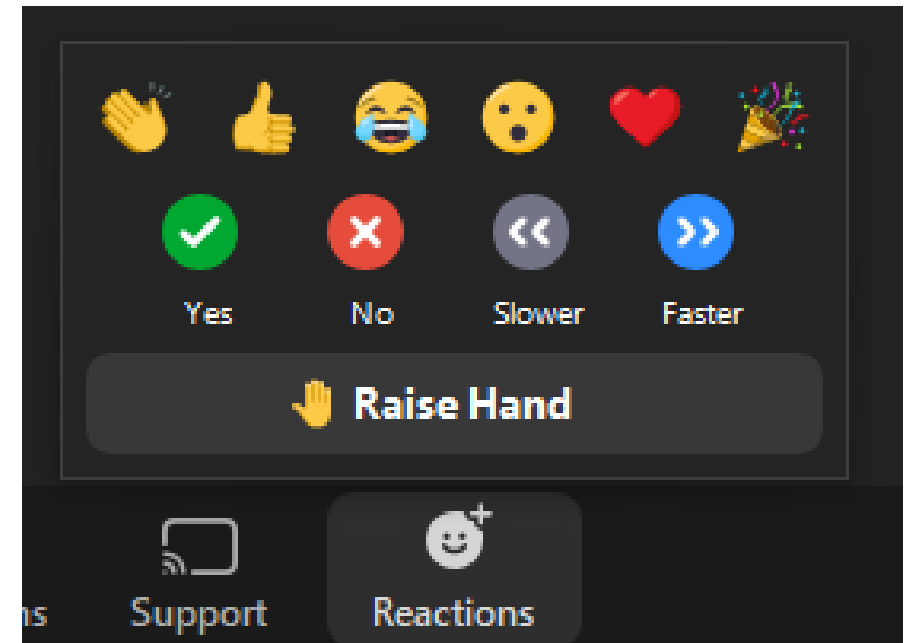 Yes No Slower Faster
Raise Hand
Support Reactions